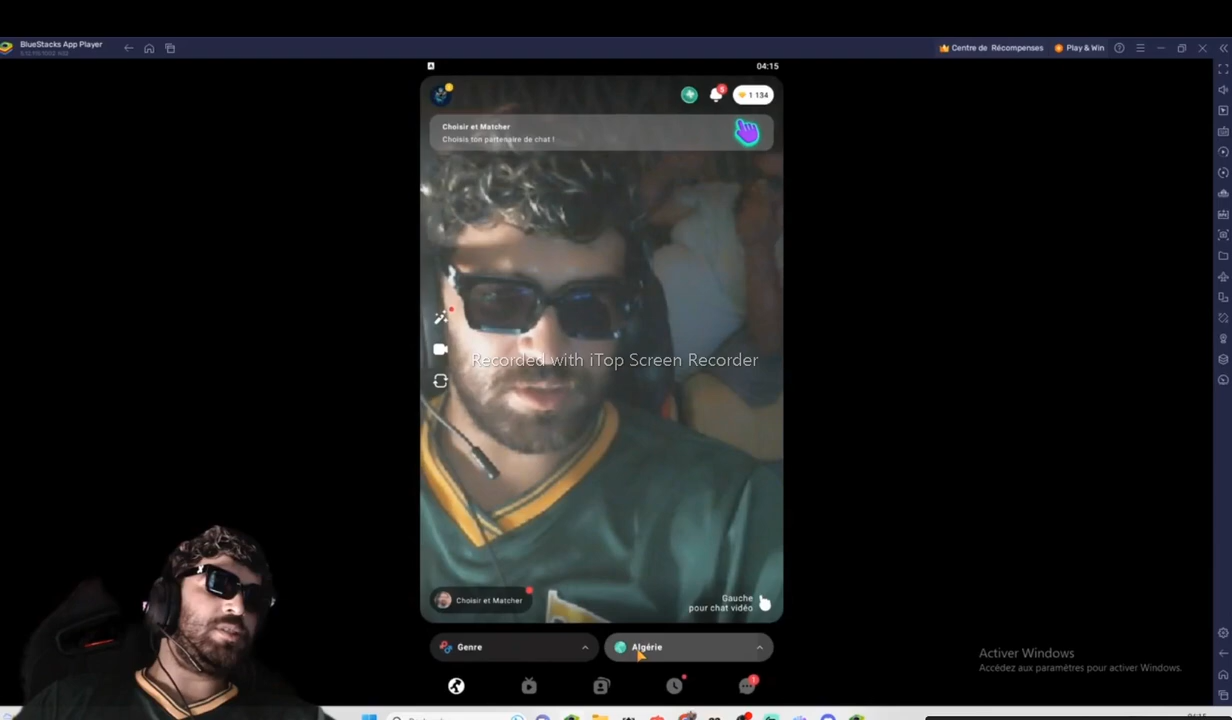 BlueStacks App Player
Centre de Récompenses
Play & Win
04:15
1 134
Choisir et Matcher
Choisis ton partenaire de chat !
Recorded with iTop Screen Recorder
Choisir et Matcher
Gauche
pour chat vidéo
Genre
Algérie
1
Activer Windows
Accédez aux paramètres pour activer Windows.